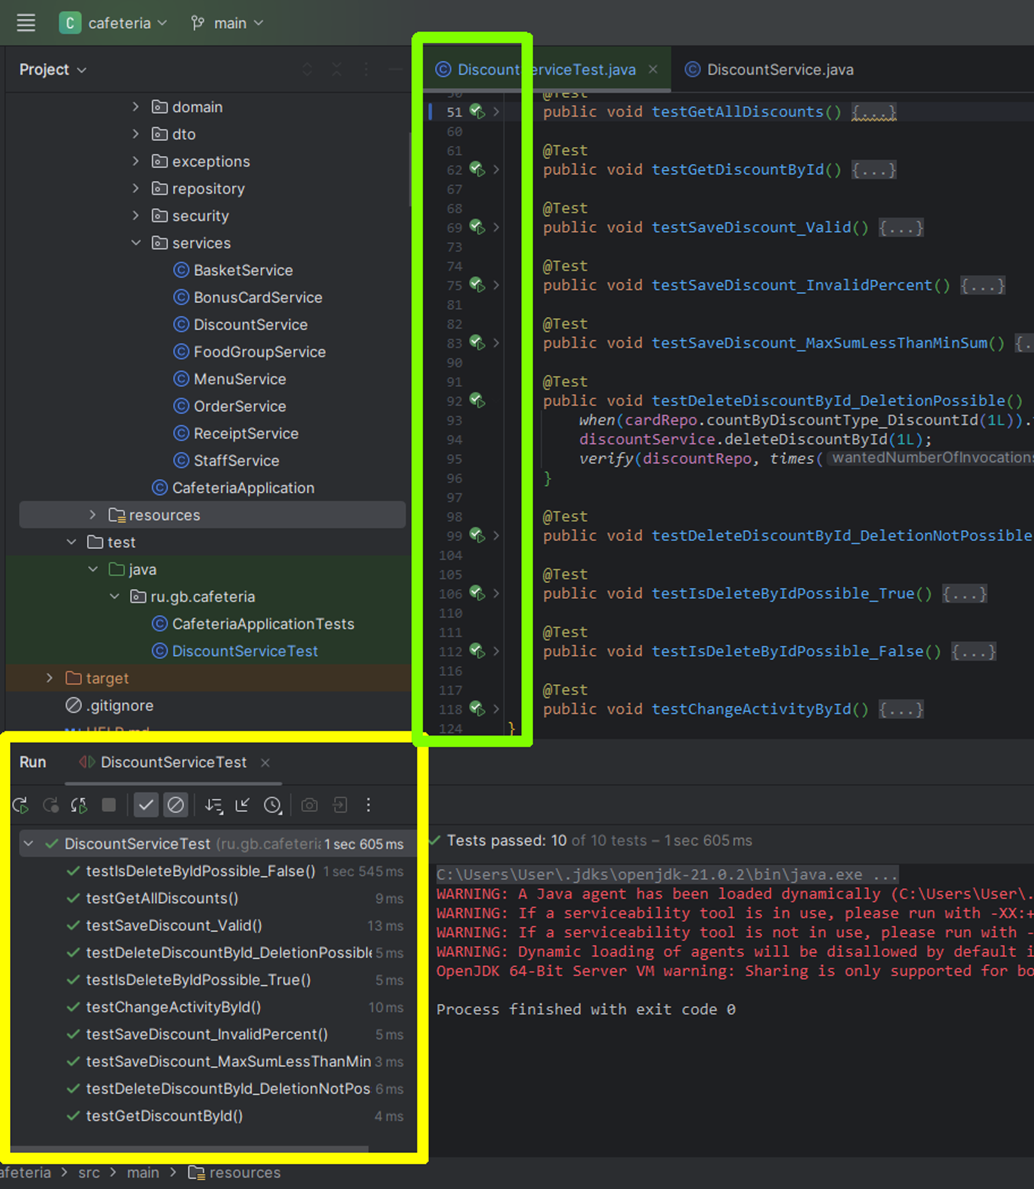 C cafeteria main
Project
DiscountServiceTest.java
DiscountService.java
domain
dto
exceptions
repository
security
services
BasketService
BonusCardService
DiscountService
FoodGroupService
MenuService
OrderService
ReceiptService
StaffService
CafeteriaApplication
resources
test
java
ru.gb.cafeteria
CafeteriaApplicationTests
DiscountServiceTest
target
.gitignore
HELP.md
50 @Test
51 public void testGetAllDiscounts() {...}
60
61 @Test
62 public void testGetDiscountById() {...}
67
68 @Test
69 public void testSaveDiscount_Valid() {...}
73
74 @Test
75 public void testSaveDiscount_InvalidPercent() {...}
81
82 @Test
83 public void testSaveDiscount_MaxSumLessThanMinSum() {..
90
91 @Test
92 public void testDeleteDiscountById_DeletionPossible()
93 when(cardRepo.countByDiscountType_DiscountId(1L)).
94 discountService.deleteDiscountById(1L);
95 verify(discountRepo, times( wantedNumberOfInvocations
96 }
97
98 @Test
99 public void testDeleteDiscountById_DeletionNotPossible
104
105 @Test
106 public void testIsDeleteByIdPossible_True() {...}
110
111 @Test
112 public void testIsDeleteByIdPossible_False() {...}
116
117 @Test
118 public void testChangeActivityById() {...}
124 }
Run DiscountServiceTest
DiscountServiceTest (ru.gb.cafeteria 1 sec 605 ms
testIsDeleteByIdPossible_False() 1 sec 545 ms
testGetAllDiscounts() 9 ms
testSaveDiscount_Valid() 13 ms
testDeleteDiscountById_DeletionPossible 5 ms
testIsDeleteByIdPossible_True() 5 ms
testChangeActivityById() 10 ms
testSaveDiscount_InvalidPercent() 5 ms
testSaveDiscount_MaxSumLessThanMin 3 ms
testDeleteDiscountById_DeletionNotPos 6 ms
testGetDiscountById() 4 ms
Tests passed: 10 of 10 tests – 1 sec 605 ms
C:\Users\User\.jdks\openjdk-21.0.2\bin\java.exe ...
WARNING: A Java agent has been loaded dynamically (C:\Users\User\.
WARNING: If a serviceability tool is in use, please run with -XX:+
WARNING: If a serviceability tool is not in use, please run with -
WARNING: Dynamic loading of agents will be disallowed by default i
OpenJDK 64-Bit Server VM warning: Sharing is only supported for bo
Process finished with exit code 0
afeteria > src > main > resources